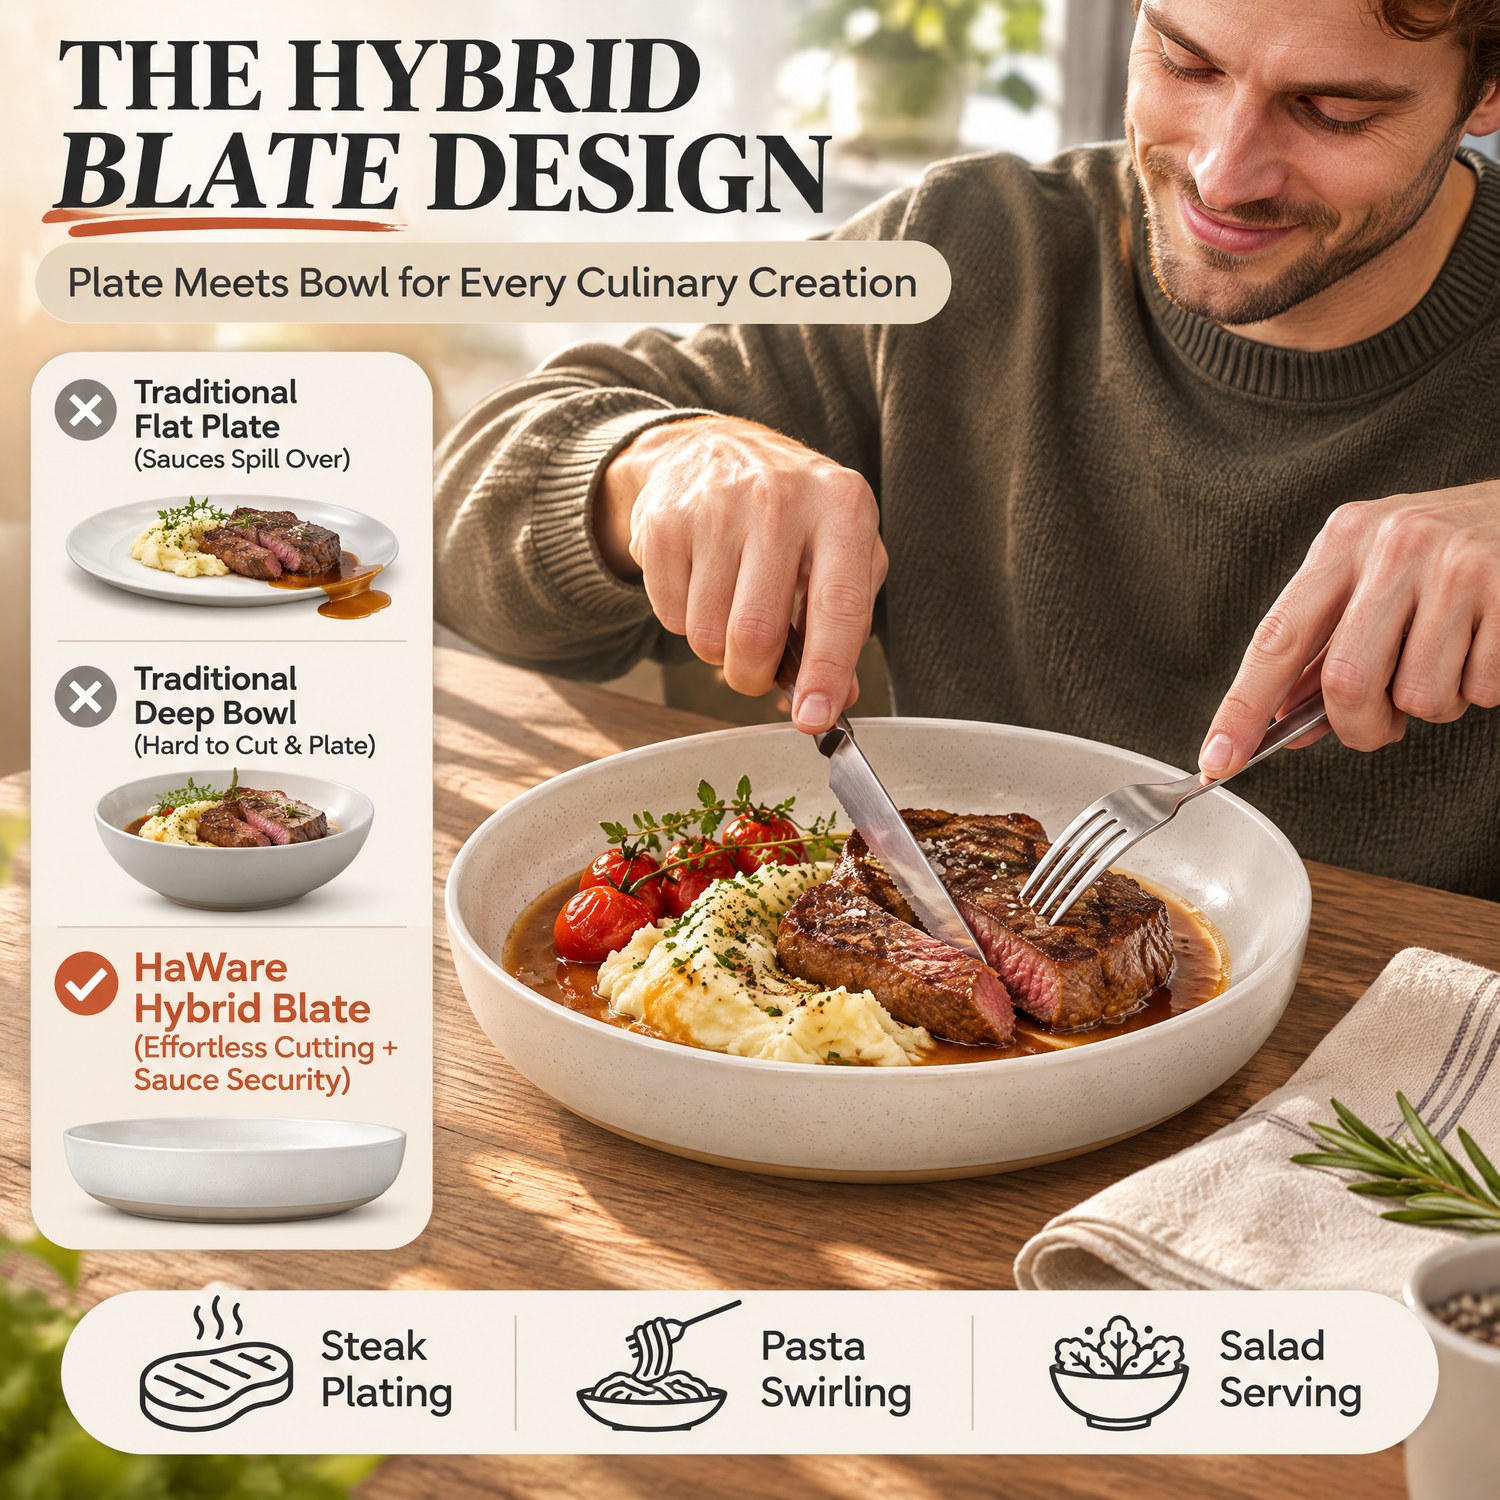 THE HYBRID
BLATE DESIGN
Plate Meets Bowl for Every Culinary Creation
Traditional
Flat Plate
(Sauces Spill Over)
Traditional
Deep Bowl
(Hard to Cut & Plate)
HaWare
Hybrid Blate
(Effortless Cutting +
Sauce Security)
Steak
Plating
Pasta
Swirling
Salad
Serving